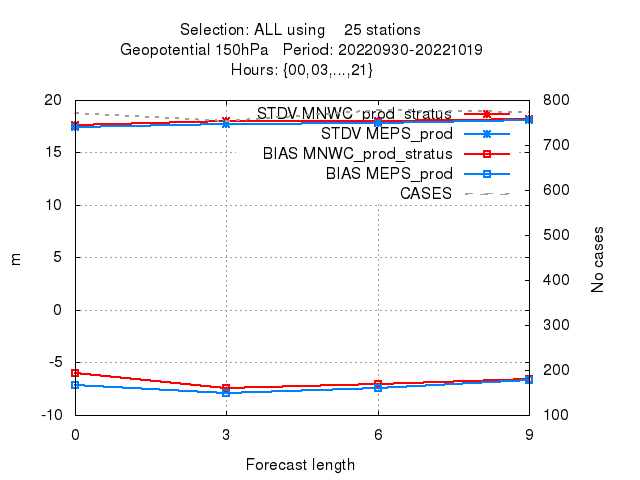 Selection: ALL using 25 stations
Geopotential 150hPa Period: 20220930-20221019
Hours: {00,03,...,21}
STDV MNWC_prod_stratus
STDV MEPS_prod
BIAS MNWC_prod_stratus
BIAS MEPS_prod
CASES
20
15
10
5
0
-5
-10
m
800
700
600
500
400
300
200
100
No cases
0 3 6 9
Forecast length